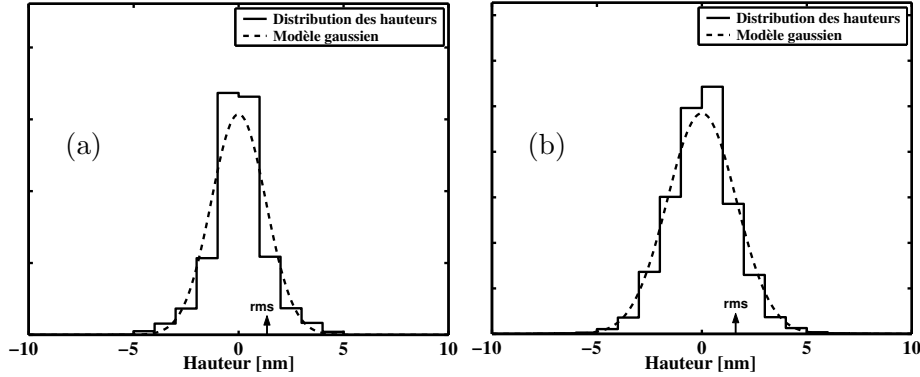 Distribution des hauteurs
Modèle gaussien
(a)
rms
−10 −5 0 5 10
Hauteur [nm]
Distribution des hauteurs
Modèle gaussien
(b)
rms
−10 −5 0 5 10
Hauteur [nm]